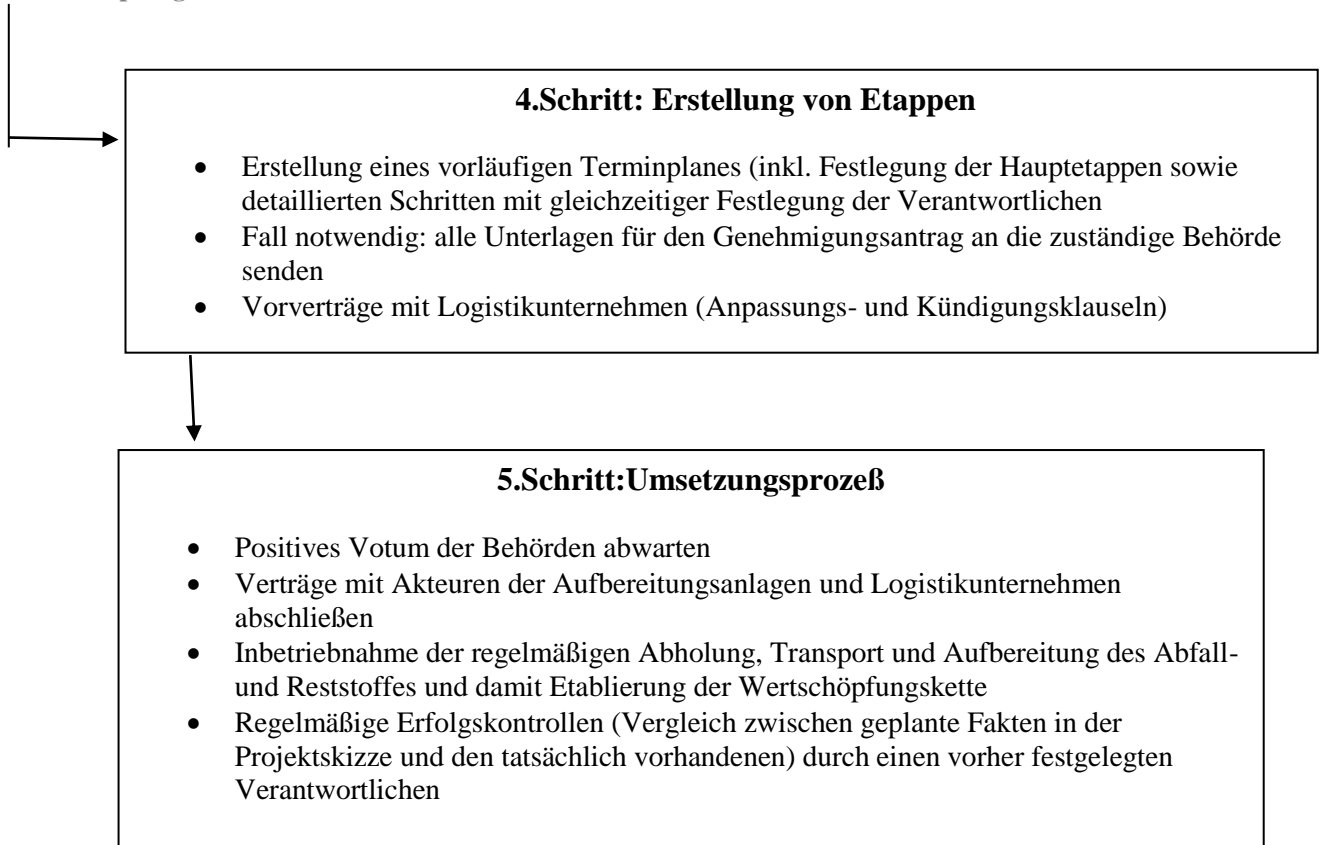 4.Schritt: Erstellung von Etappen
• Erstellung eines vorläufigen Terminplanes (inkl. Festlegung der Hauptetappen sowie
detaillierten Schritten mit gleichzeitiger Festlegung der Verantwortlichen
• Fall notwendig: alle Unterlagen für den Genehmigungsantrag an die zuständige Behörde
senden
• Vorverträge mit Logistikunternehmen (Anpassungs- und Kündigungsklauseln)
5.Schritt:Umsetzungsprozeß
• Positives Votum der Behörden abwarten
• Verträge mit Akteuren der Aufbereitungsanlagen und Logistikunternehmen
abschließen
• Inbetriebnahme der regelmäßigen Abholung, Transport und Aufbereitung des Abfall-
und Reststoffes und damit Etablierung der Wertschöpfungskette
• Regelmäßige Erfolgskontrollen (Vergleich zwischen geplante Fakten in der
Projektskizze und den tatsächlich vorhandenen) durch einen vorher festgelegten
Verantwortlichen